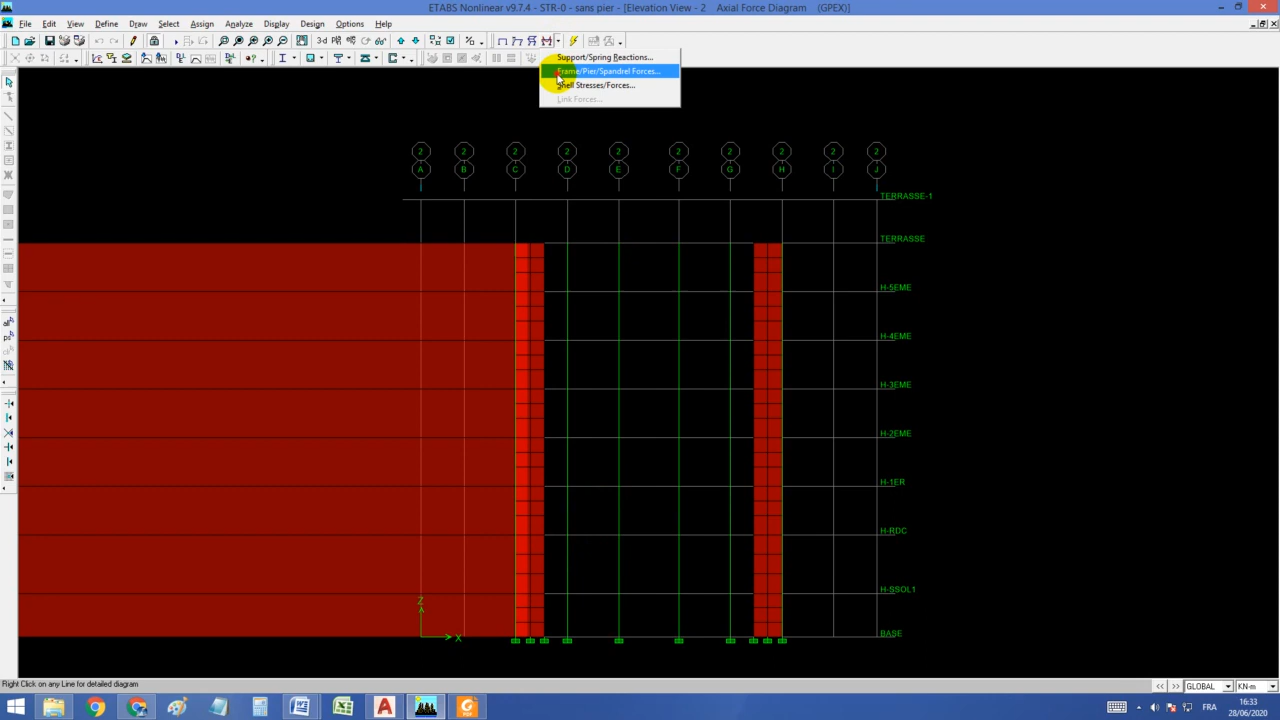 ETABS Nonlinear v9.7.4 - STR-0 - sans pier - [Elevation View - 2 Axial Force Diagram (GPEX)]
File Edit View Define Draw Select Assign Analyze Display Design Options Help
3-d
Support/Spring Reactions...
Frame/Pier/Spandrel Forces...
Shell Stresses/Forces...
Link Forces...
2 2 2 2 2 2 2 2 2 2
A B C D E F G H I J
TERRASSE-1
TERRASSE
H-5EME
H-4EME
H-3EME
H-2EME
H-1ER
H-RDC
H-SSOL1
BASE
Z
X
all
ps
clr
Right Click on any Line for detailed diagram
GLOBAL
KN-m
FRA
16:33
28/06/2020